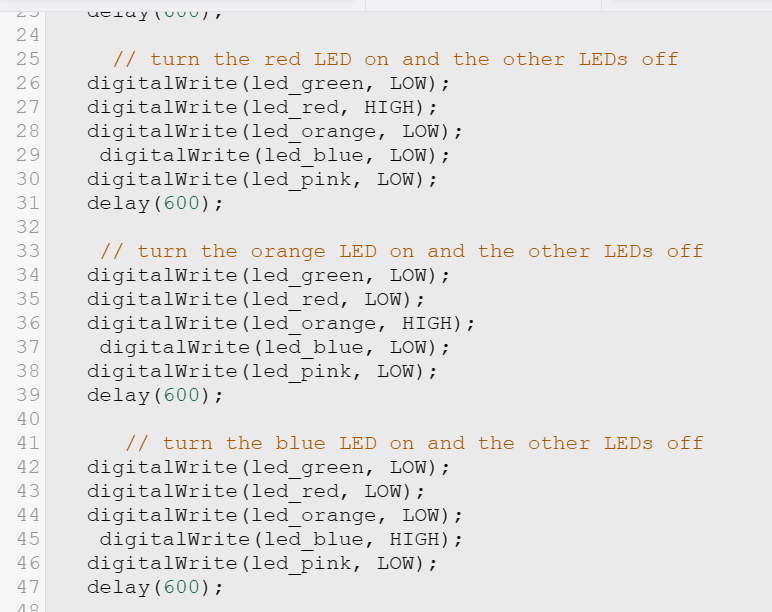 23 delay(600);
24
25 // turn the red LED on and the other LEDs off
26 digitalWrite(led_green, LOW);
27 digitalWrite(led_red, HIGH);
28 digitalWrite(led_orange, LOW);
29 digitalWrite(led_blue, LOW);
30 digitalWrite(led_pink, LOW);
31 delay(600);
32
33 // turn the orange LED on and the other LEDs off
34 digitalWrite(led_green, LOW);
35 digitalWrite(led_red, LOW);
36 digitalWrite(led_orange, HIGH);
37 digitalWrite(led_blue, LOW);
38 digitalWrite(led_pink, LOW);
39 delay(600);
40
41 // turn the blue LED on and the other LEDs off
42 digitalWrite(led_green, LOW);
43 digitalWrite(led_red, LOW);
44 digitalWrite(led_orange, LOW);
45 digitalWrite(led_blue, HIGH);
46 digitalWrite(led_pink, LOW);
47 delay(600);
48